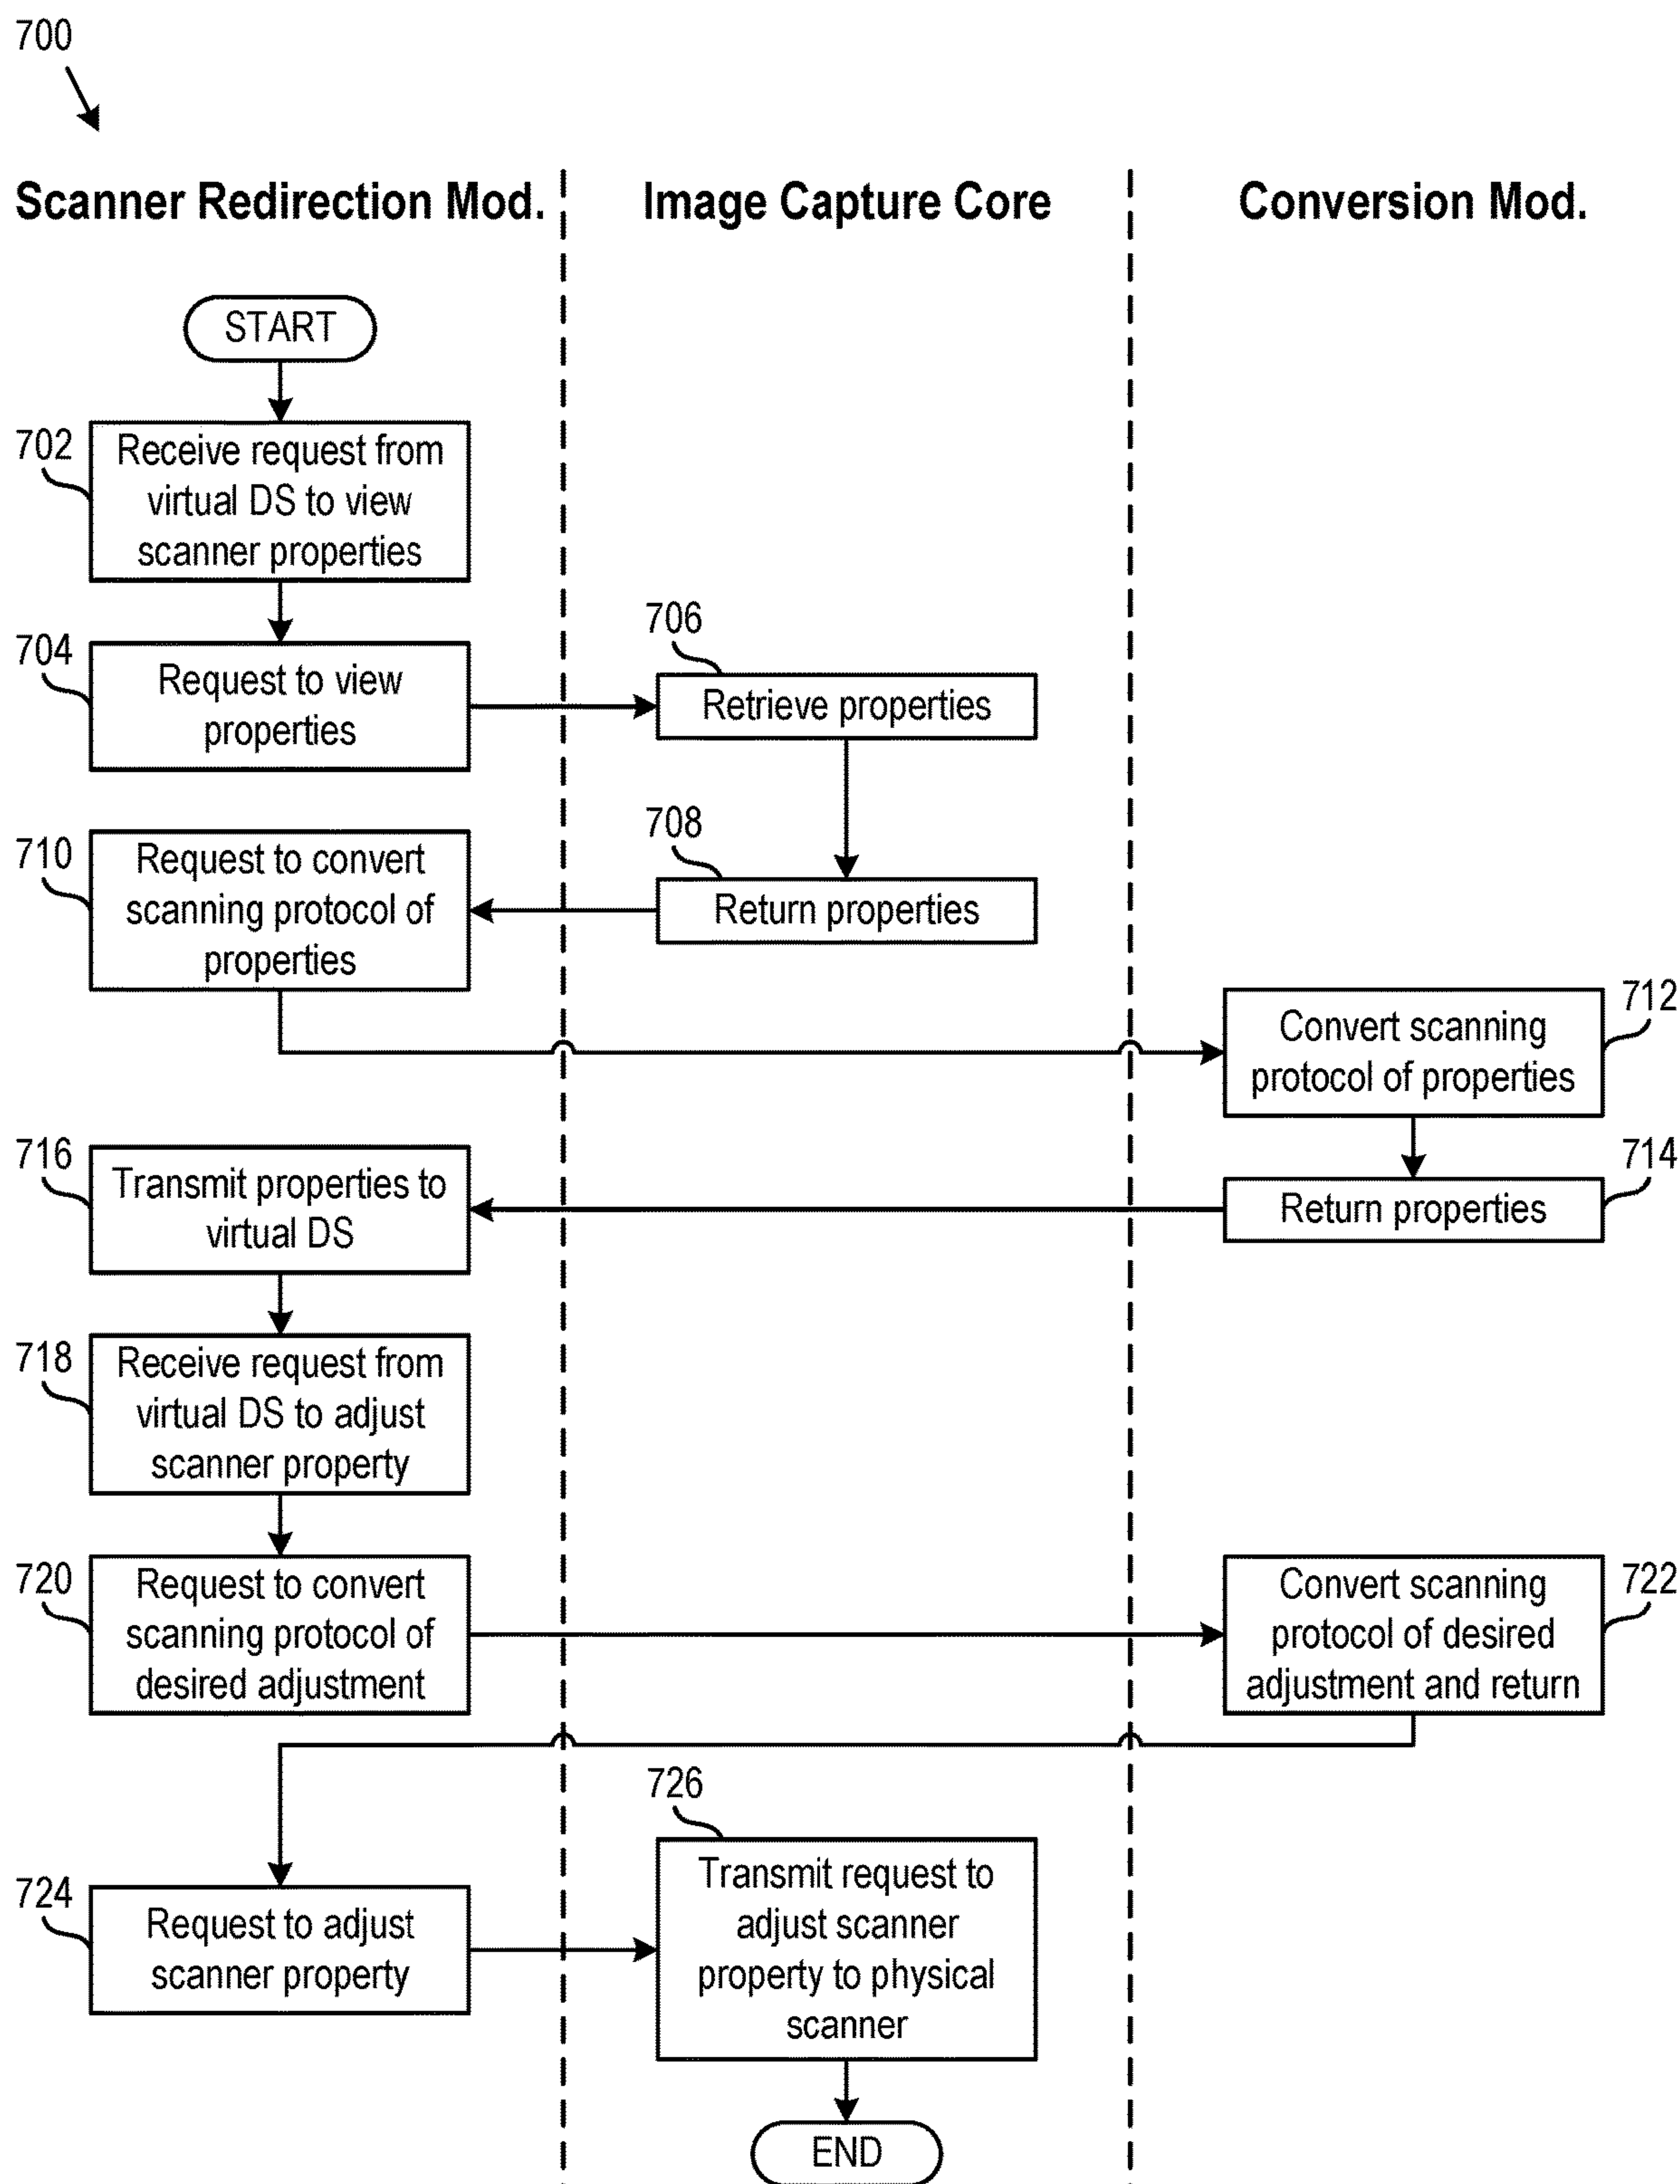 700
Scanner Redirection Mod.
Image Capture Core
Conversion Mod.
START
702
Receive request from
virtual DS to view
scanner properties
704
Request to view
properties
706
Retrieve properties
708
Return properties
710
Request to convert
scanning protocol of
properties
712
Convert scanning
protocol of properties
714
Return properties
716
Transmit properties to
virtual DS
718
Receive request from
virtual DS to adjust
scanner property
720
Request to convert
scanning protocol of
desired adjustment
722
Convert scanning
protocol of desired
adjustment and return
724
Request to adjust
scanner property
726
Transmit request to
adjust scanner
property to physical
scanner
END